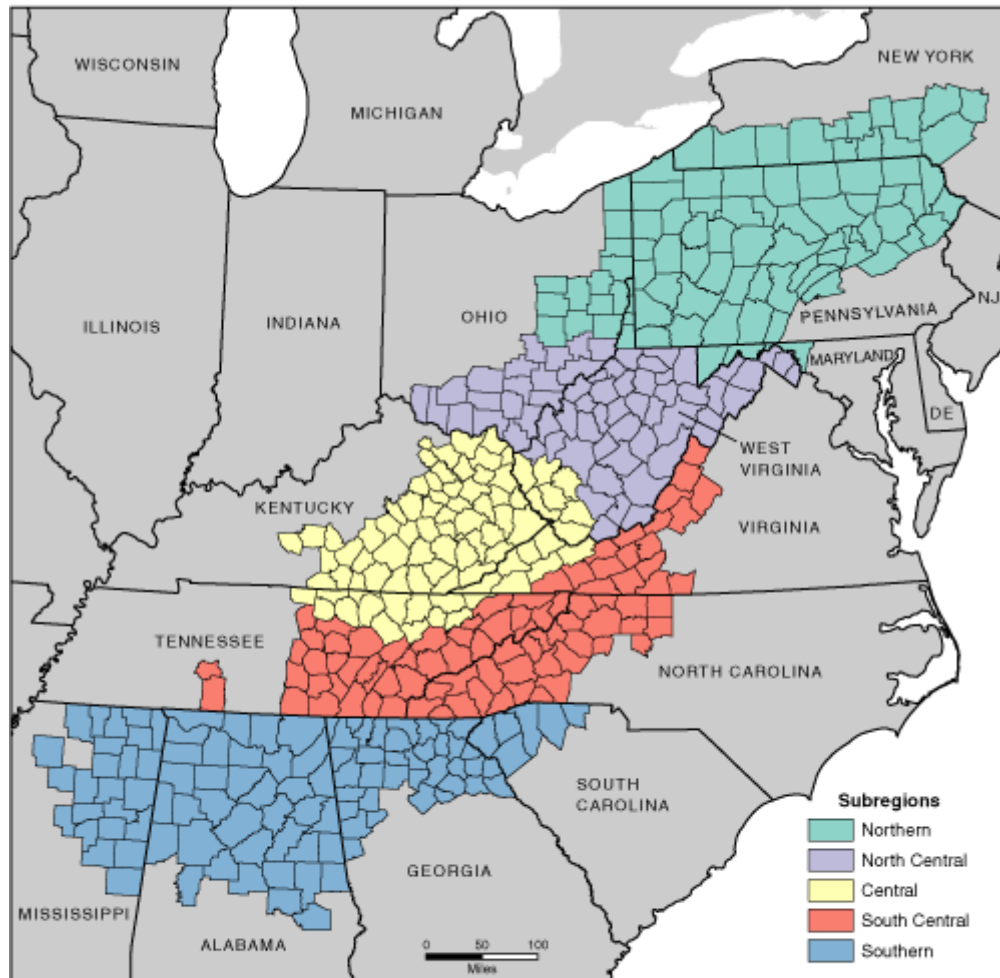 WISCONSIN
NEW YORK
MICHIGAN
ILLINOIS
INDIANA
OHIO
PENNSYLVANIA
NJ
MARYLAND
DE
WEST
VIRGINIA
KENTUCKY
VIRGINIA
TENNESSEE
NORTH CAROLINA
SOUTH
CAROLINA
GEORGIA
MISSISSIPPI
ALABAMA
Subregions
Northern
North Central
Central
South Central
Southern
0 50 100
Miles